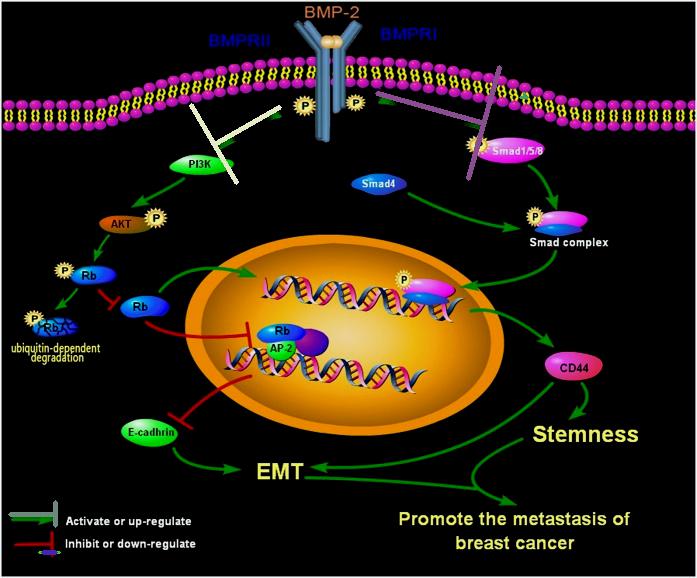 BMP-2
BMPRII
BMPRI
P
P
PI3K
P
Smad1/5/8
Smad4
AKT
P
P
Smad complex
P
Rb
P
Rb
P
Rb
ubiquitin-dependent
degradation
Rb
AP-2
CD44
E-cadhrin
Stemness
EMT
Activate or up-regulate
Inhibit or down-regulate
Promote the metastasis of
breast cancer